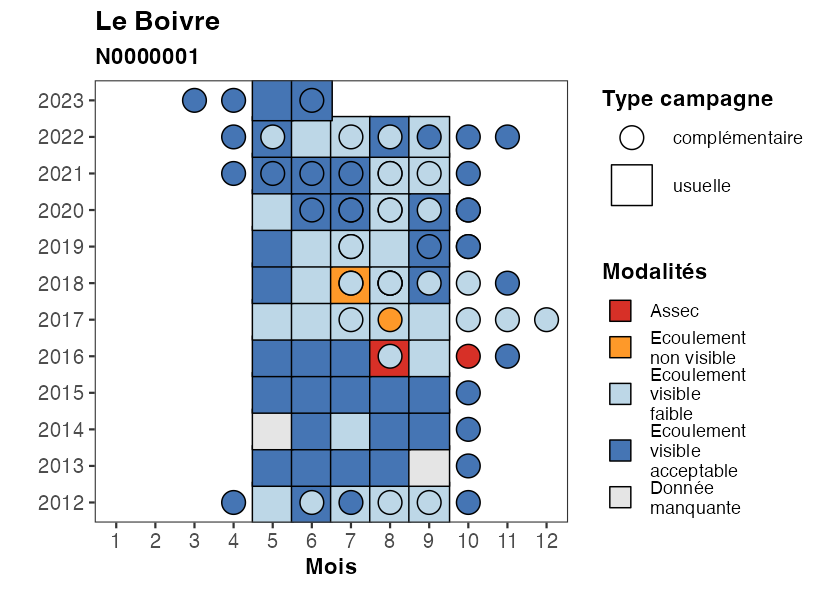 Le Boivre
N0000001
2023
2022
2021
2020
2019
2018
2017
2016
2015
2014
2013
2012
1 2 3 4 5 6 7 8 9 10 11 12
Mois
Type campagne
complémentaire
usuelle
Modalités
Assec
Ecoulement
non visible
Ecoulement
visible
faible
Ecoulement
visible
acceptable
Donnée
manquante